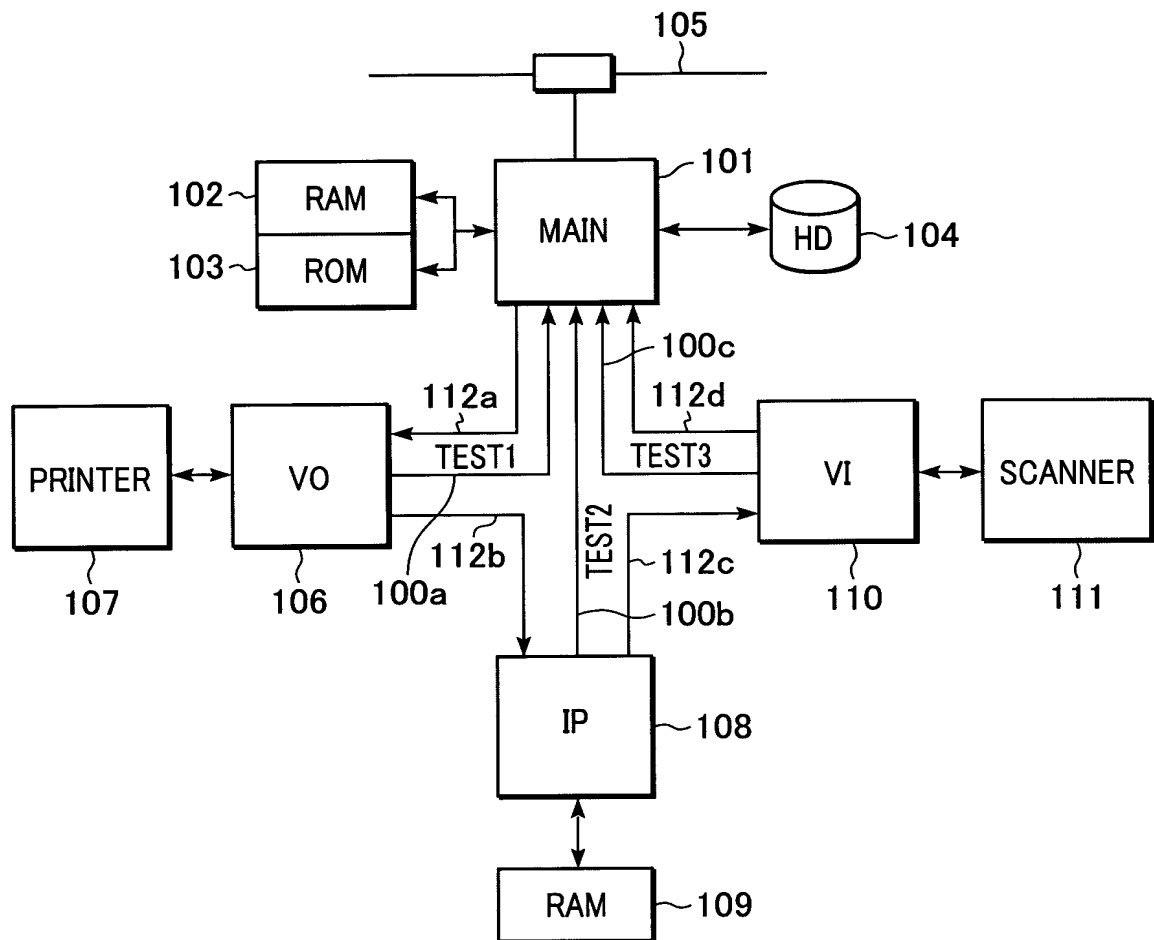 105
101
102
RAM
MAIN
HD
104
103
ROM
100c
112a
112d
TEST1
TEST3
PRINTER
VO
VI
SCANNER
112b
TEST2
112c
107
106
100a
100b
110
111
IP
108
RAM
109